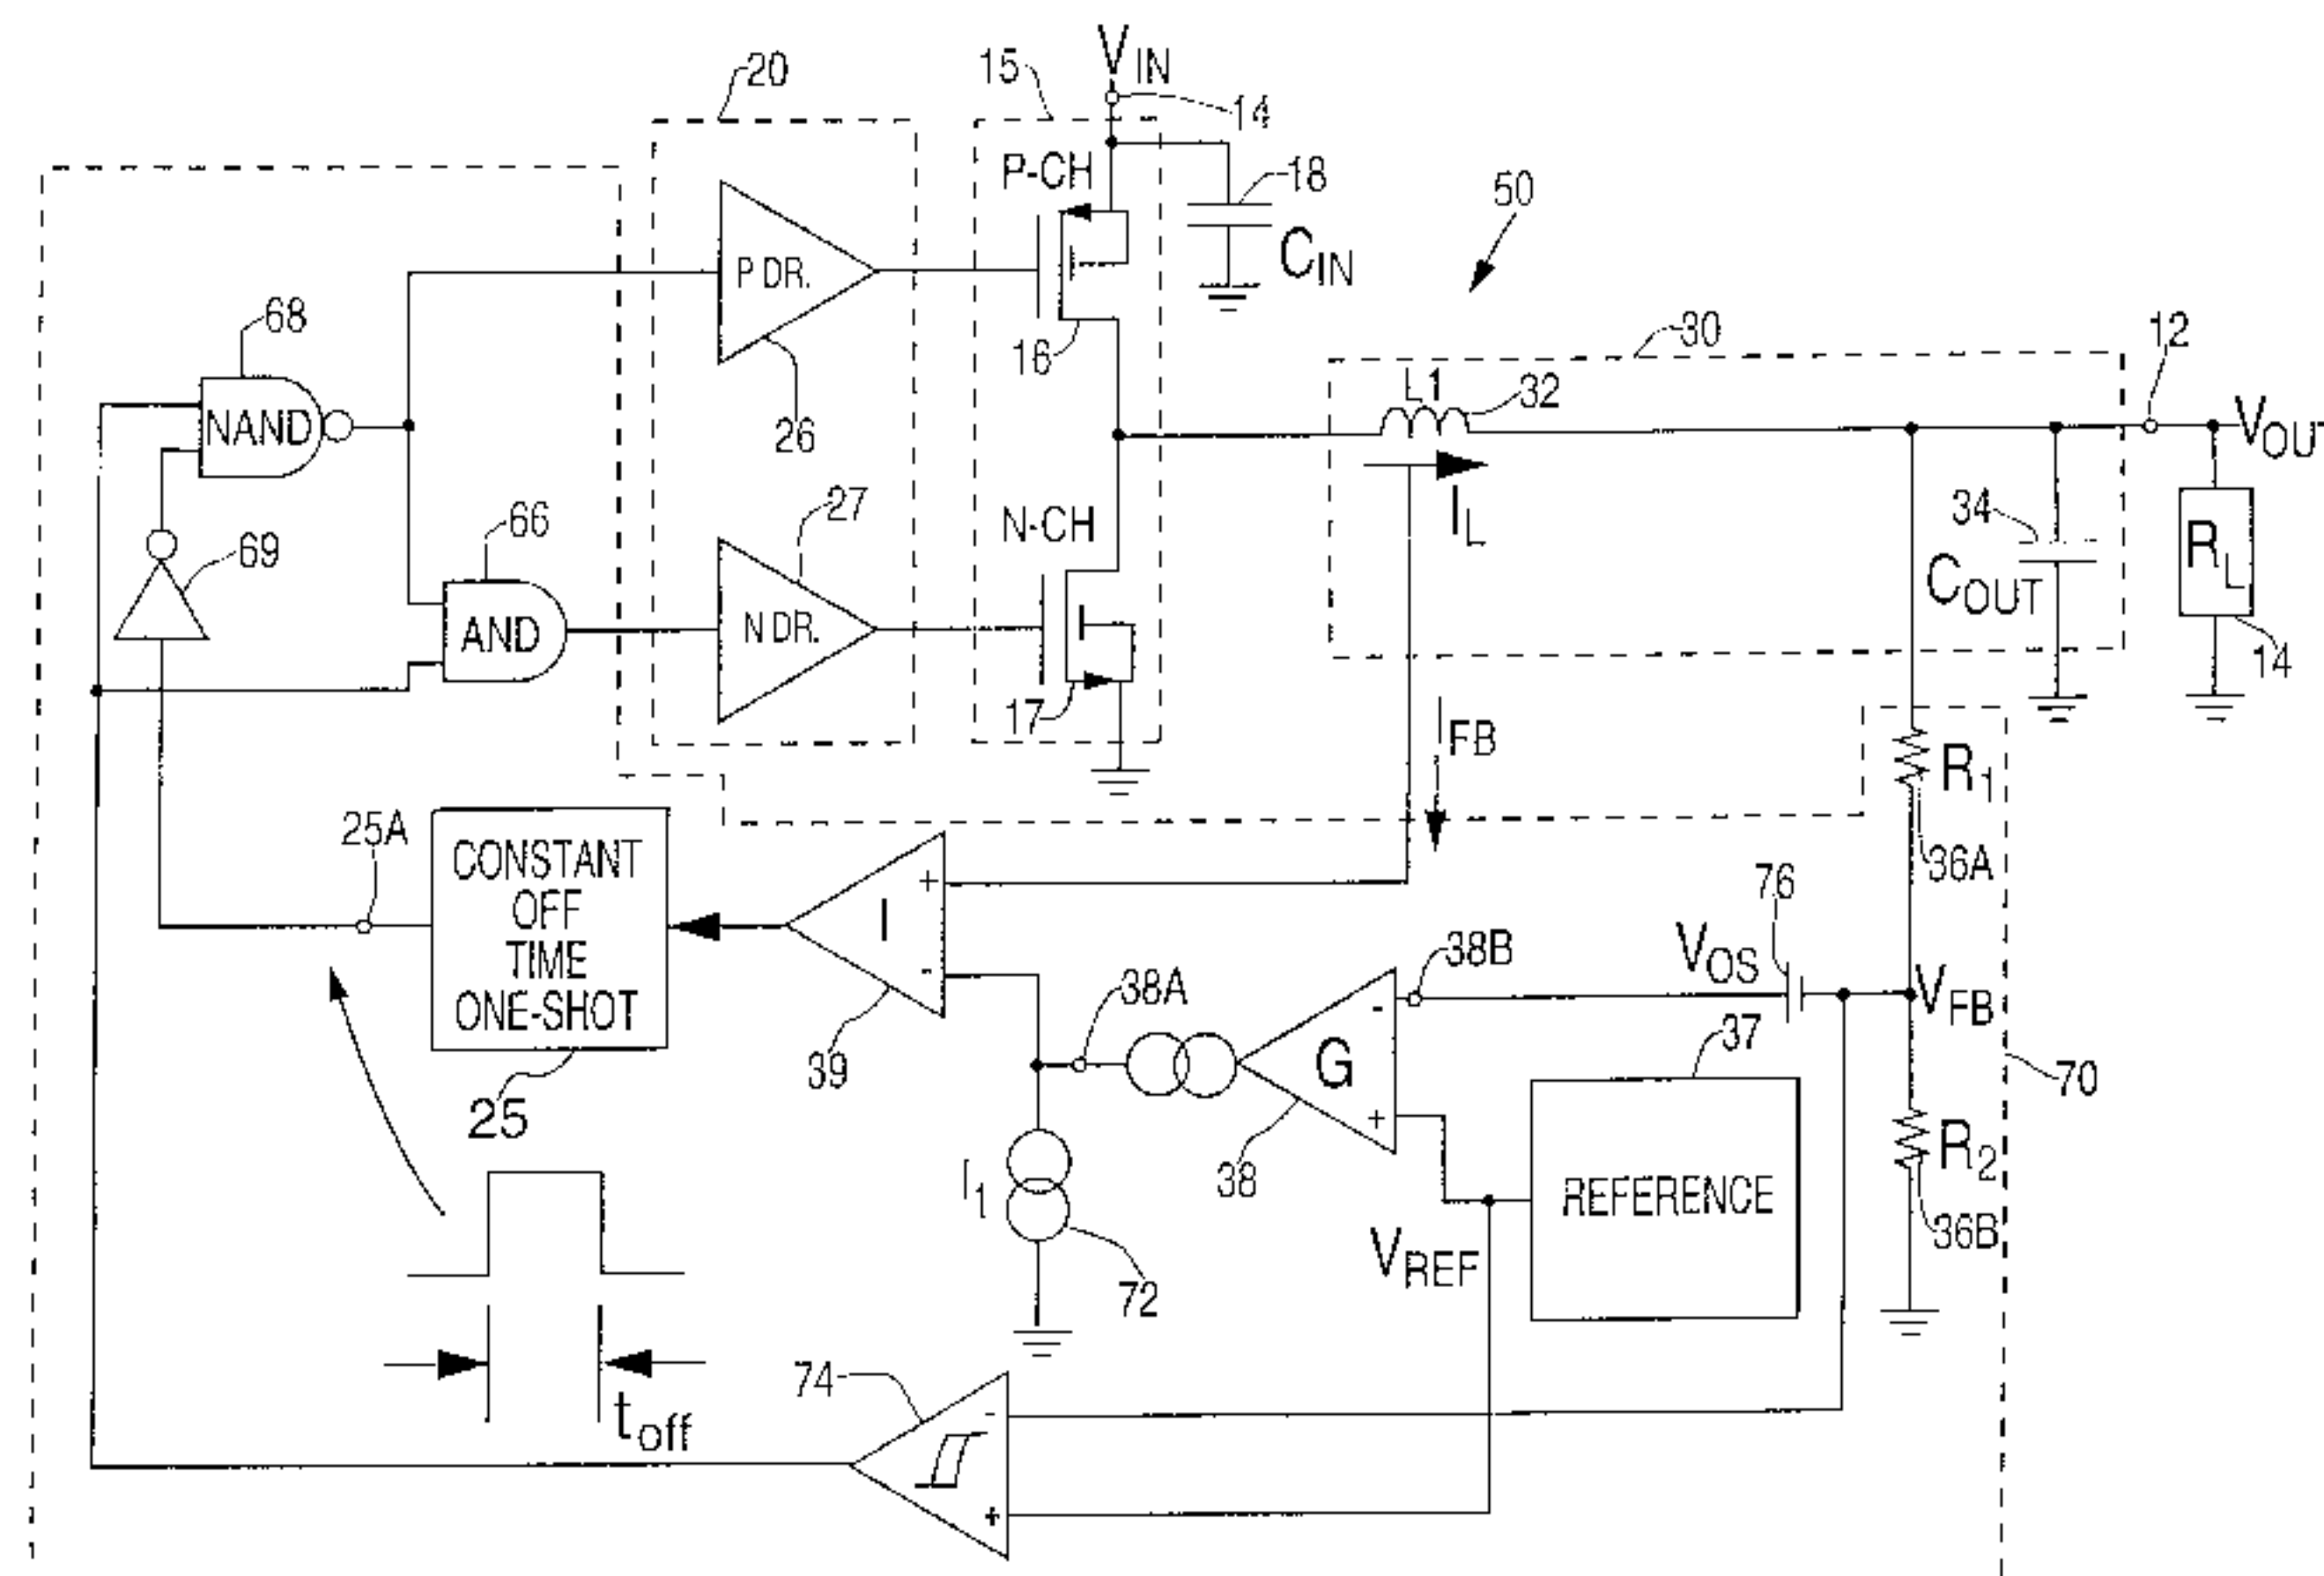 20
15
VIN
14
P-CH
18
CIN
50
68
NAND
P DR.
26
16
30
12
L1
32
VOUT
IL
69
66
AND
27
N DR.
N-CH
17
34
COUT
RL
14
IFB
R1
36A
25A
CONSTANT
OFF
TIME
ONE-SHOT
25
+
I
-
39
38A
38B
-
G
+
38
VOS
76
VFB
37
REFERENCE
70
R2
36B
I1
72
VREF
toff
74
-
+